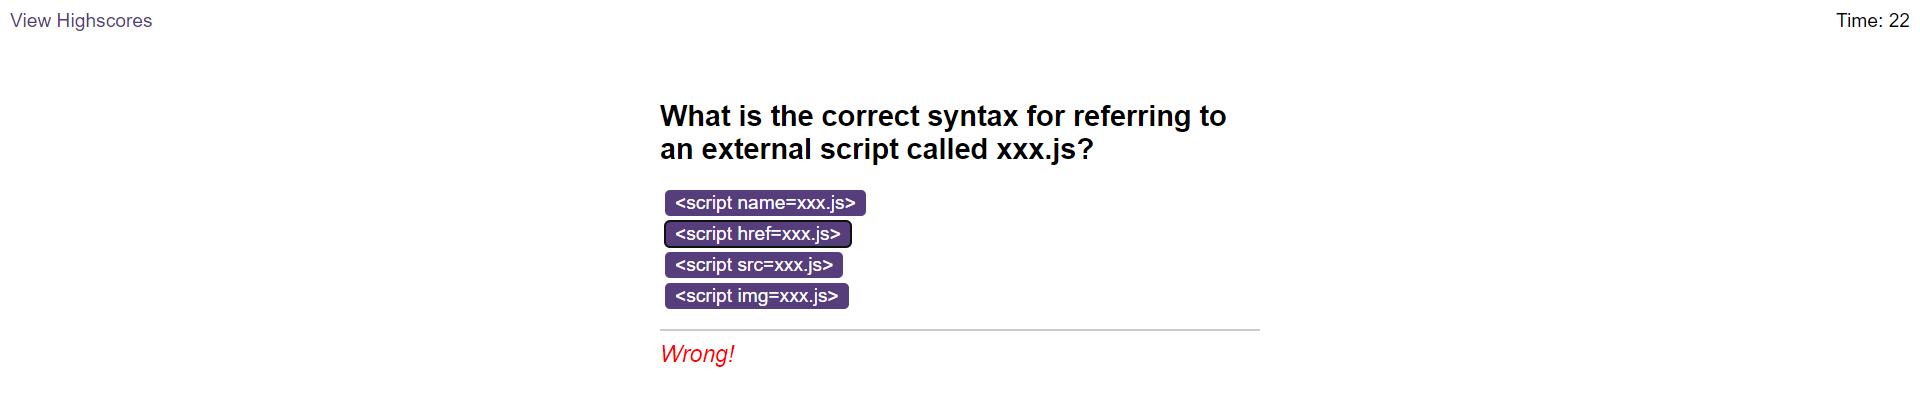 View Highscores
Time: 22
What is the correct syntax for referring to
an external script called xxx.js?
<script name=xxx.js>
<script href=xxx.js>
<script src=xxx.js>
<script img=xxx.js>
Wrong!